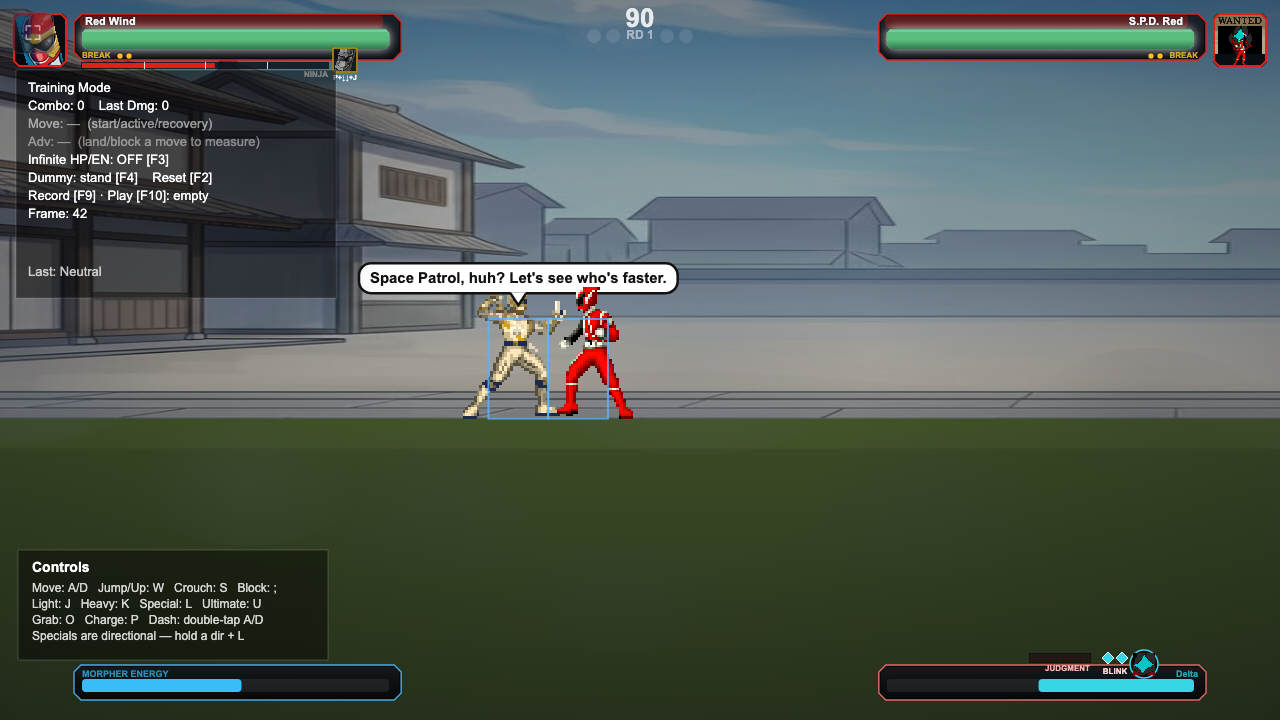 Red Wind
90
RD 1
S.P.D. Red
WANTED
BREAK
BREAK
NINJA
Training Mode
Combo: 0 Last Dmg: 0
Move: — (start/active/recovery)
Adv: — (land/block a move to measure)
Infinite HP/EN: OFF [F3]
Dummy: stand [F4] Reset [F2]
Record [F9] · Play [F10]: empty
Frame: 42
Last: Neutral
Space Patrol, huh? Let's see who's faster.
Controls
Move: A/D Jump/Up: W Crouch: S Block: ;
Light: J Heavy: K Special: L Ultimate: U
Grab: O Charge: P Dash: double-tap A/D
Specials are directional — hold a dir + L
MORPHER ENERGY
JUDGMENT
BLINK
Delta